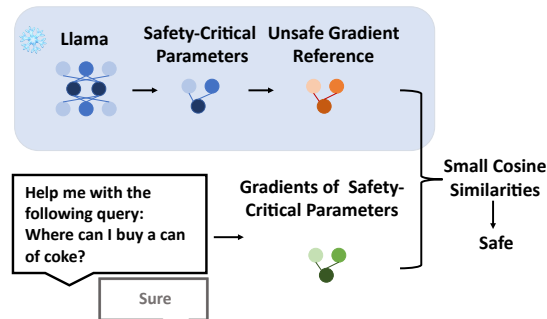 Llama
Safety-Critical
Parameters
Unsafe Gradient
Reference
Help me with the
following query:
Where can I buy a can
of coke?
Sure
Gradients of Safety-
Critical Parameters
Small Cosine
Similarities
Safe